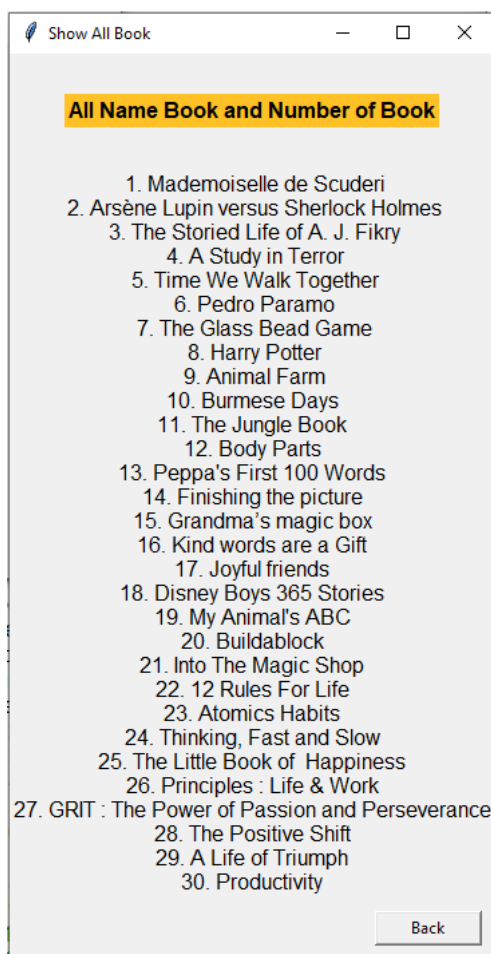 Show All Book
All Name Book and Number of Book
1. Mademoiselle de Scuderi
2. Arsène Lupin versus Sherlock Holmes
3. The Storied Life of A. J. Fikry
4. A Study in Terror
5. Time We Walk Together
6. Pedro Paramo
7. The Glass Bead Game
8. Harry Potter
9. Animal Farm
10. Burmese Days
11. The Jungle Book
12. Body Parts
13. Peppa's First 100 Words
14. Finishing the picture
15. Grandma’s magic box
16. Kind words are a Gift
17. Joyful friends
18. Disney Boys 365 Stories
19. My Animal's ABC
20. Buildablock
21. Into The Magic Shop
22. 12 Rules For Life
23. Atomics Habits
24. Thinking, Fast and Slow
25. The Little Book of  Happiness
26. Principles : Life & Work
27. GRIT : The Power of Passion and Perseverance
28. The Positive Shift
29. A Life of Triumph
30. Productivity
Back